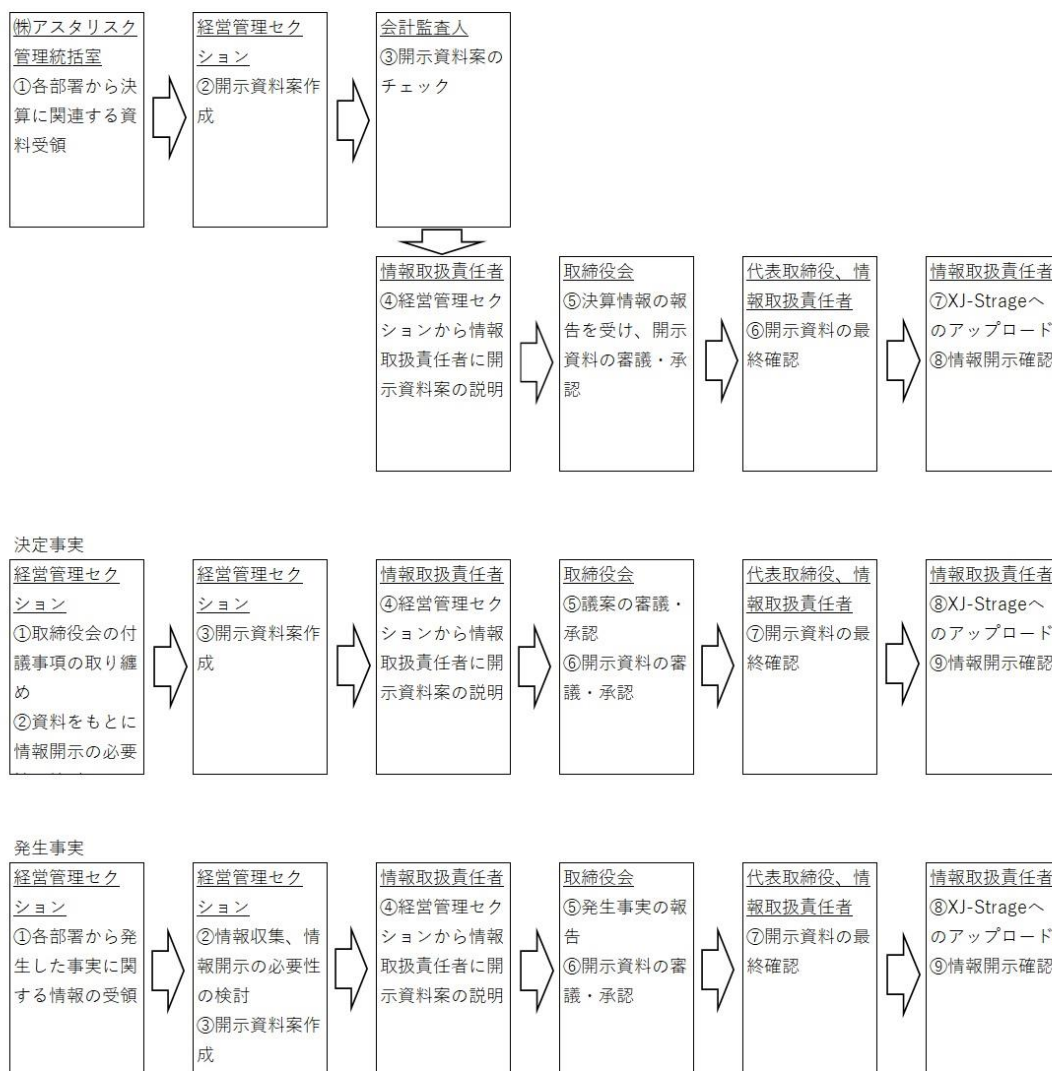 ㈱アスタリスク
管理統括室
①各部署から決
算に関連する資
料受領
経営管理セク
ション
②開示資料案作
成
会計監査人
③開示資料案の
チェック
情報取扱責任者
④経営管理セク
ションから情報
取扱責任者に開
示資料案の説明
取締役会
⑤決算情報の報
告を受け、開示
資料の審議・承
認
代表取締役、情
報取扱責任者
⑥開示資料の最
終確認
情報取扱責任者
⑦XJ-Strageへ
のアップロード
⑧情報開示確認
決定事実
経営管理セク
ション
①取締役会の付
議事項の取り纏
め
②資料をもとに
情報開示の必要
経営管理セク
ション
③開示資料案作
成
情報取扱責任者
④経営管理セク
ションから情報
取扱責任者に開
示資料案の説明
取締役会
⑤議案の審議・
承認
⑥開示資料の審
議・承認
代表取締役、情
報取扱責任者
⑦開示資料の最
終確認
情報取扱責任者
⑧XJ-Strageへ
のアップロード
⑨情報開示確認
発生事実
経営管理セク
ション
①各部署から発
生した事実に関
する情報の受領
経営管理セク
ション
②情報収集、情
報開示の必要性
の検討
③開示資料案作
成
情報取扱責任者
④経営管理セク
ションから情報
取扱責任者に開
示資料案の説明
取締役会
⑤発生事実の報
告
⑥開示資料の審
議・承認
代表取締役、情
報取扱責任者
⑦開示資料の最
終確認
情報取扱責任者
⑧XJ-Strageへ
のアップロード
⑨情報開示確認